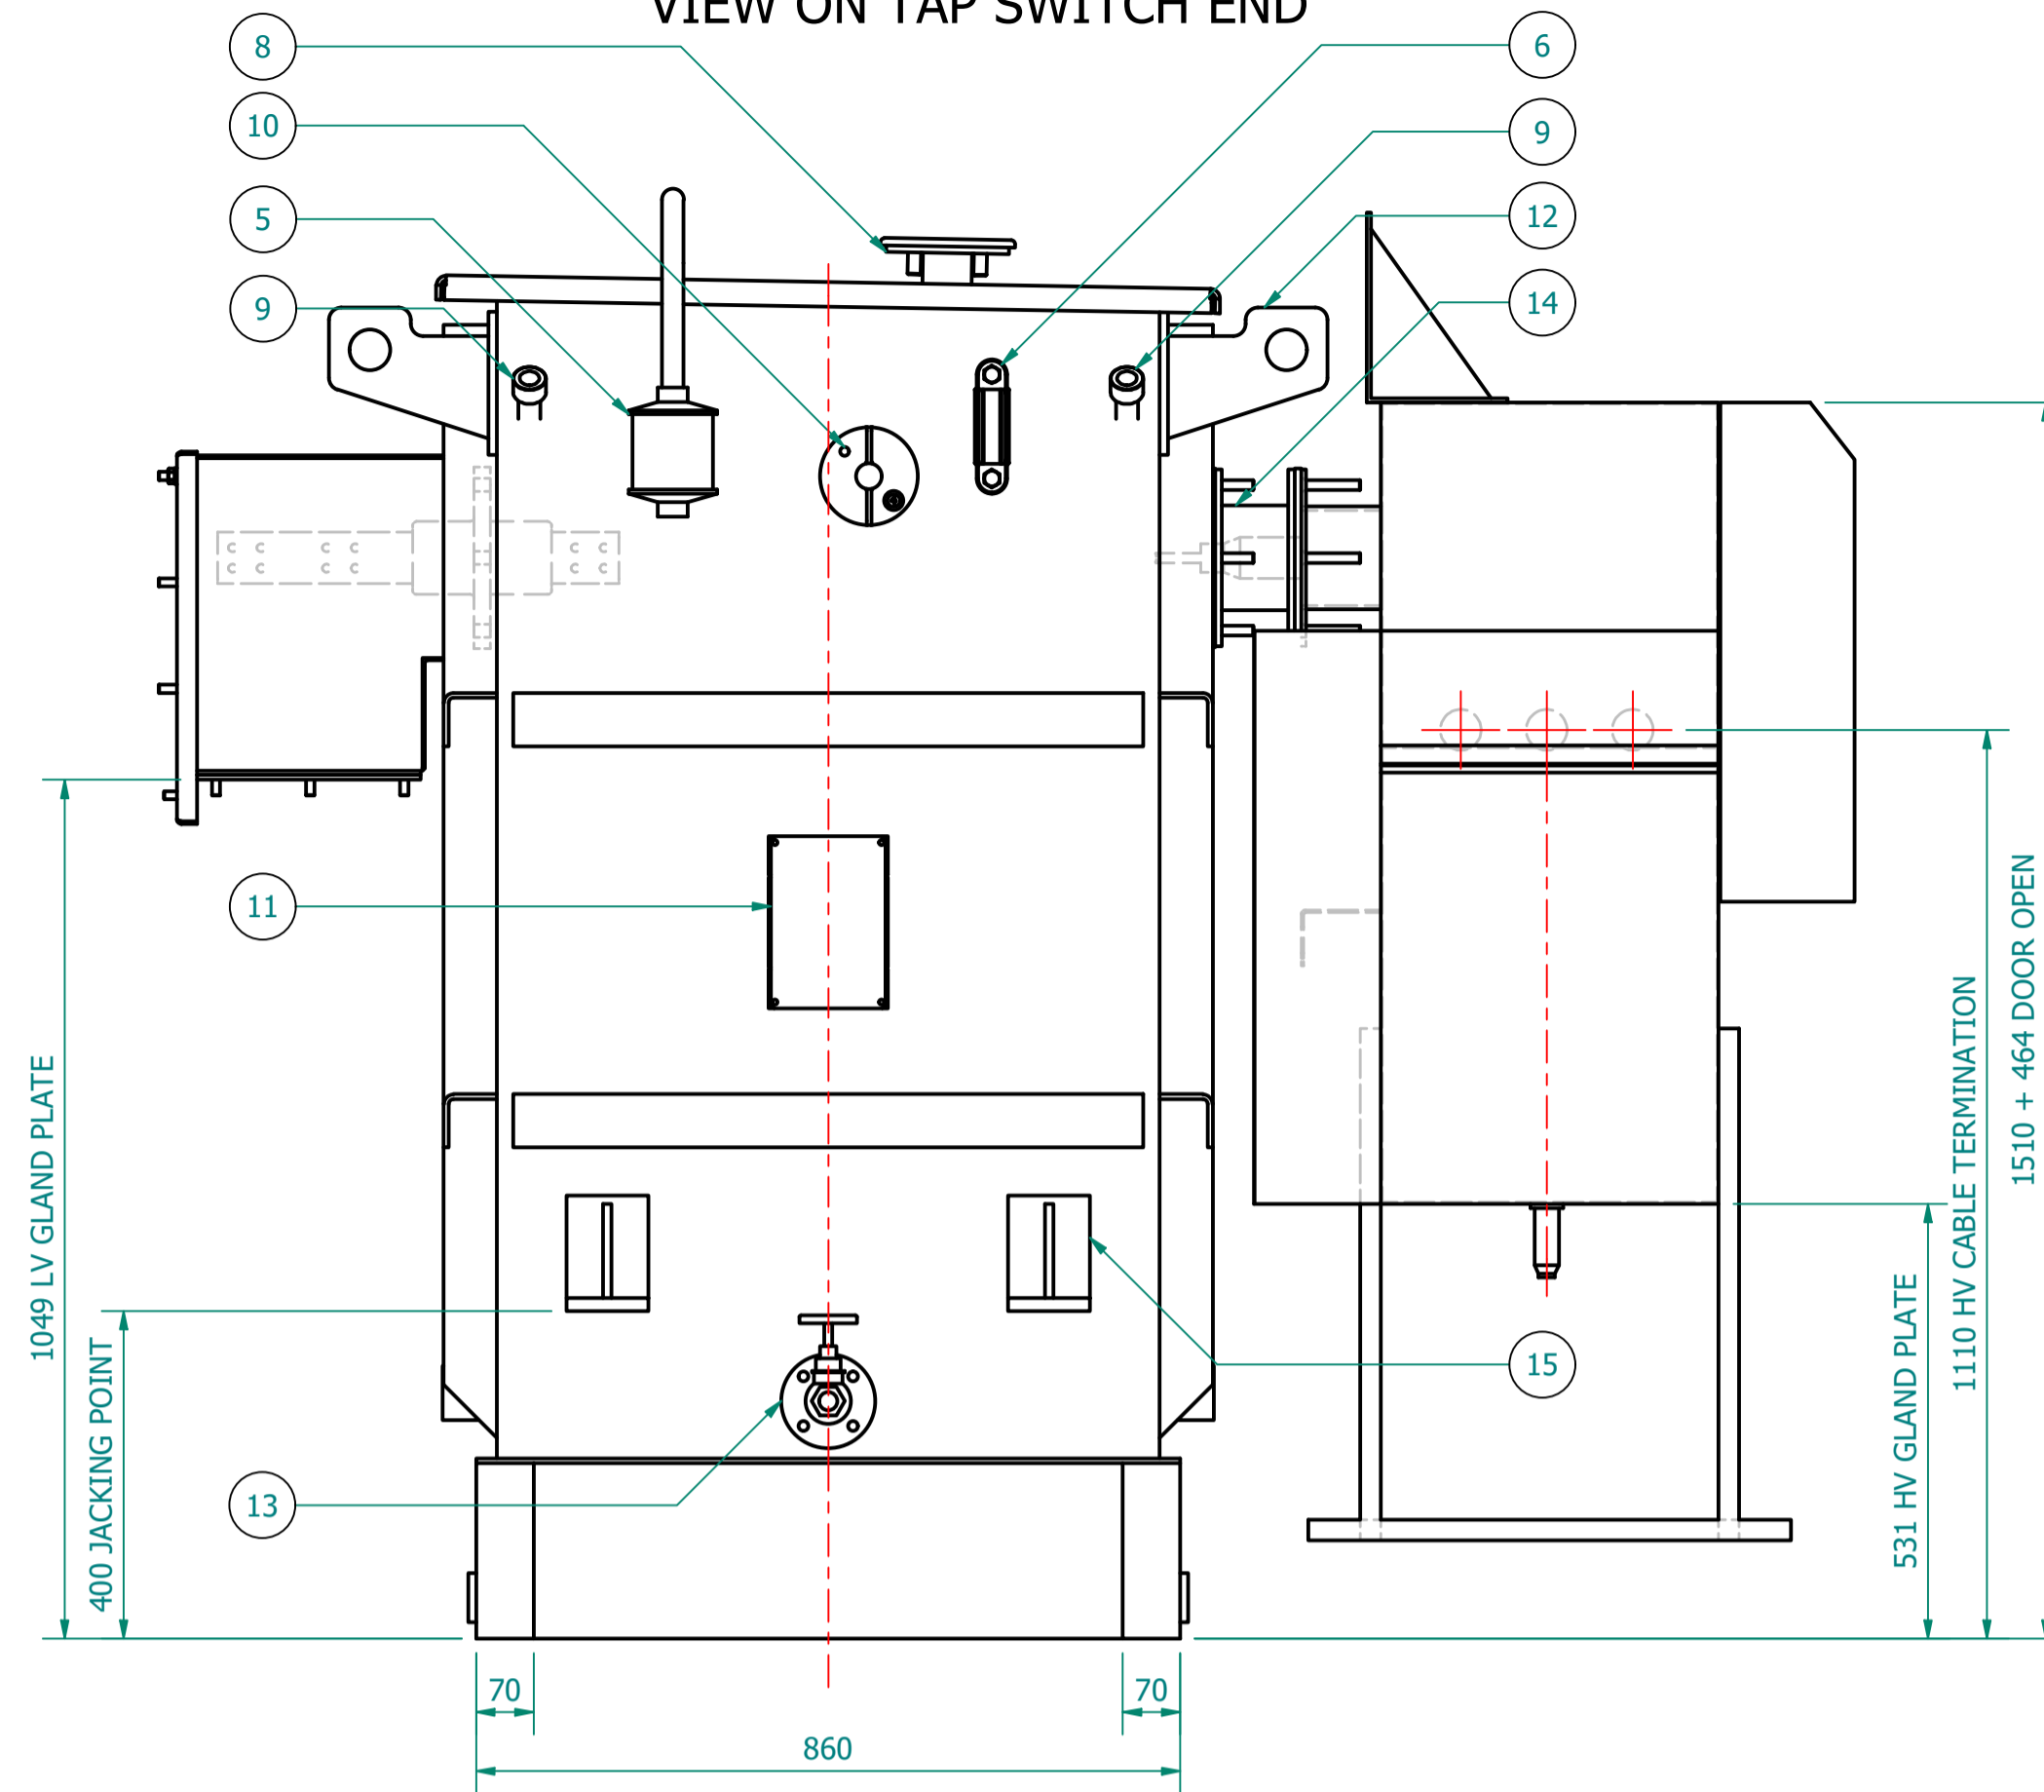 VIEW ON TAP SWITCH END
8
6
10
9
5
12
9
14
11
15
13
1049 LV GLAND PLATE
400 JACKING POINT
531 HV GLAND PLATE
1110 HV CABLE TERMINATION
1510 + 464 DOOR OPEN
70
70
860